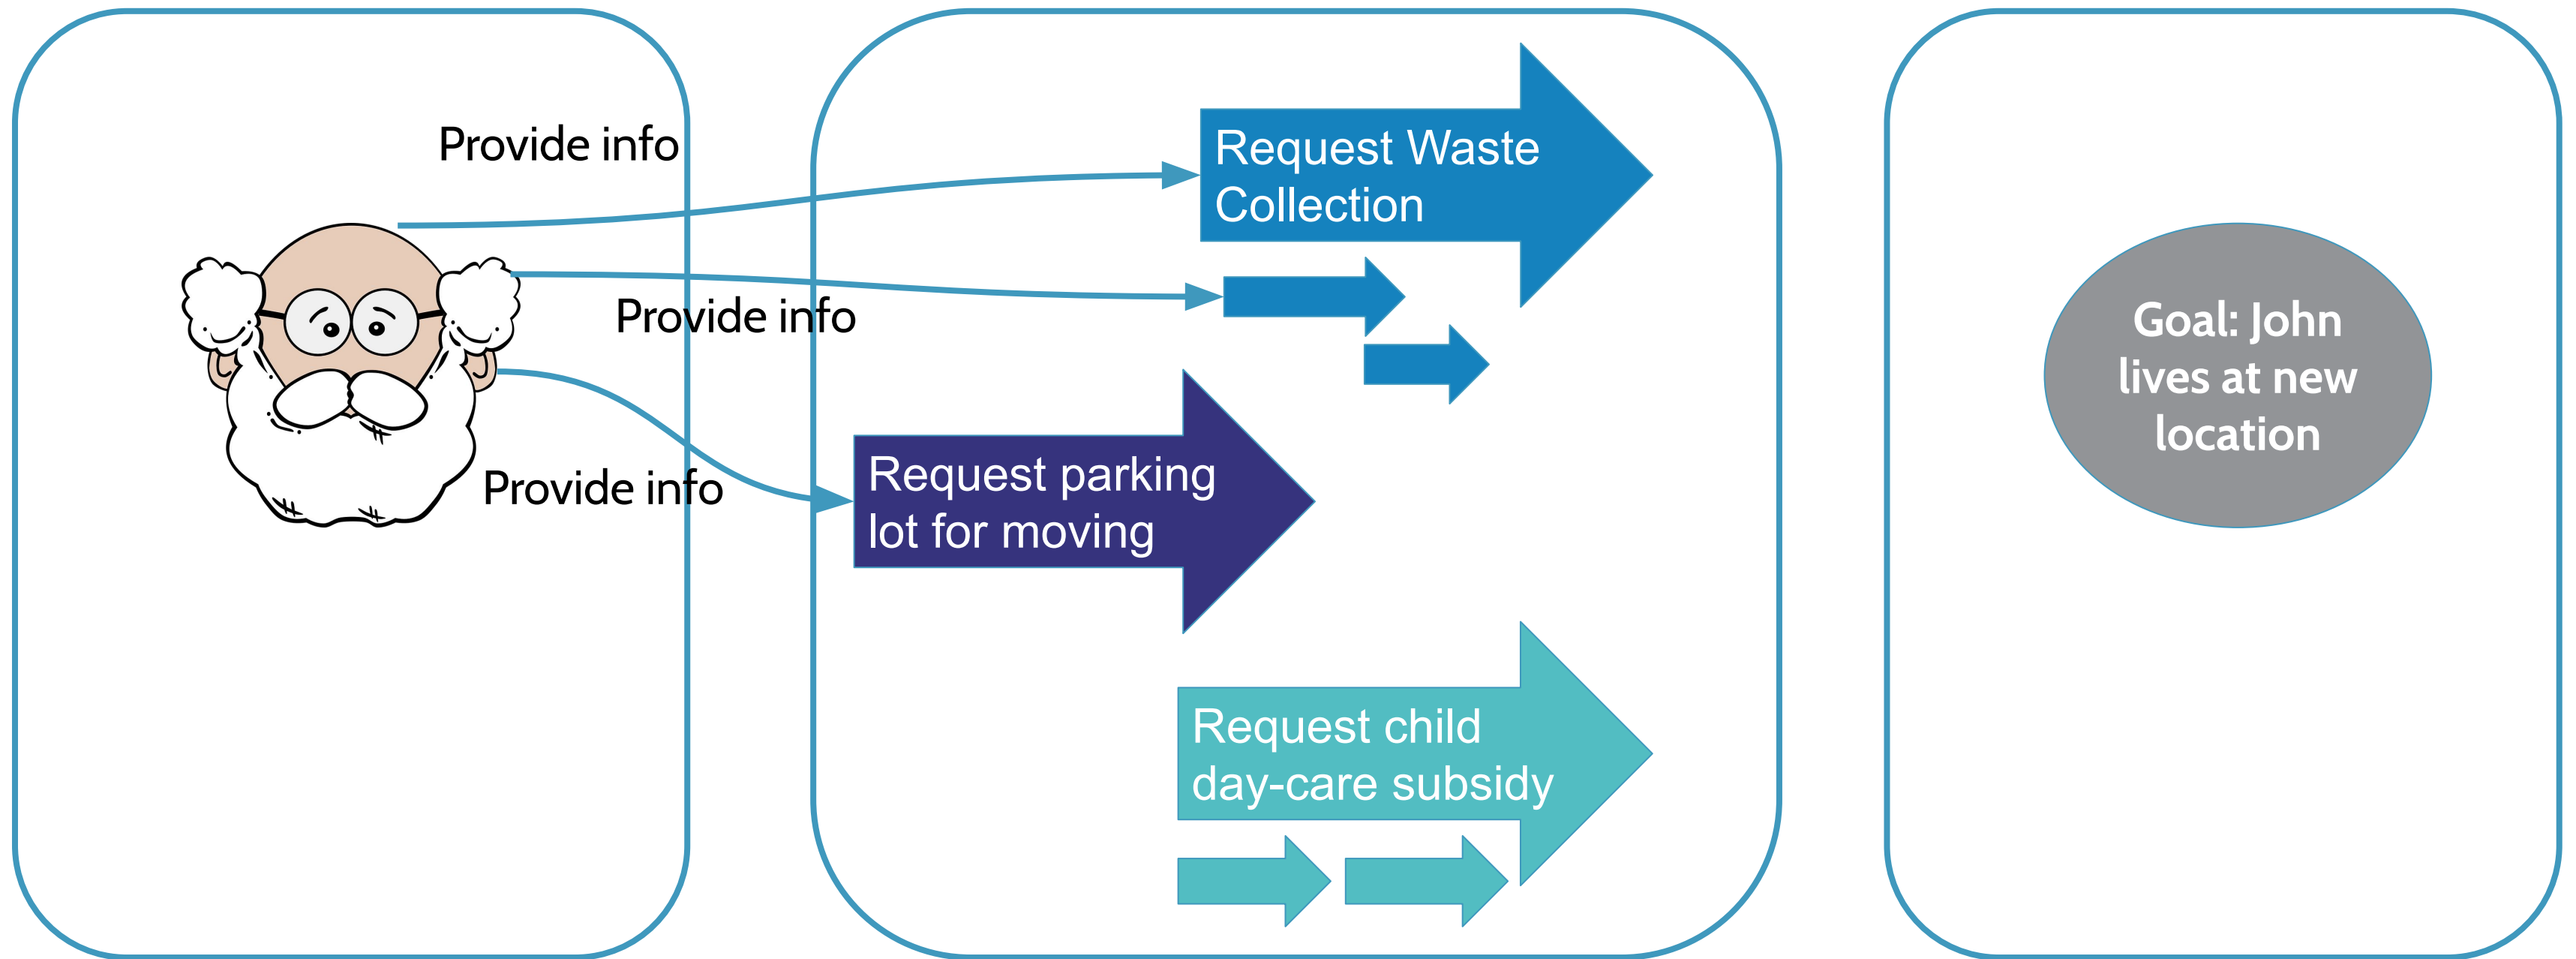 Provide info
Request Waste
Collection
Provide info
Request parking
lot for moving
Provide info
Request child
day-care subsidy
Goal: John
lives at new
location